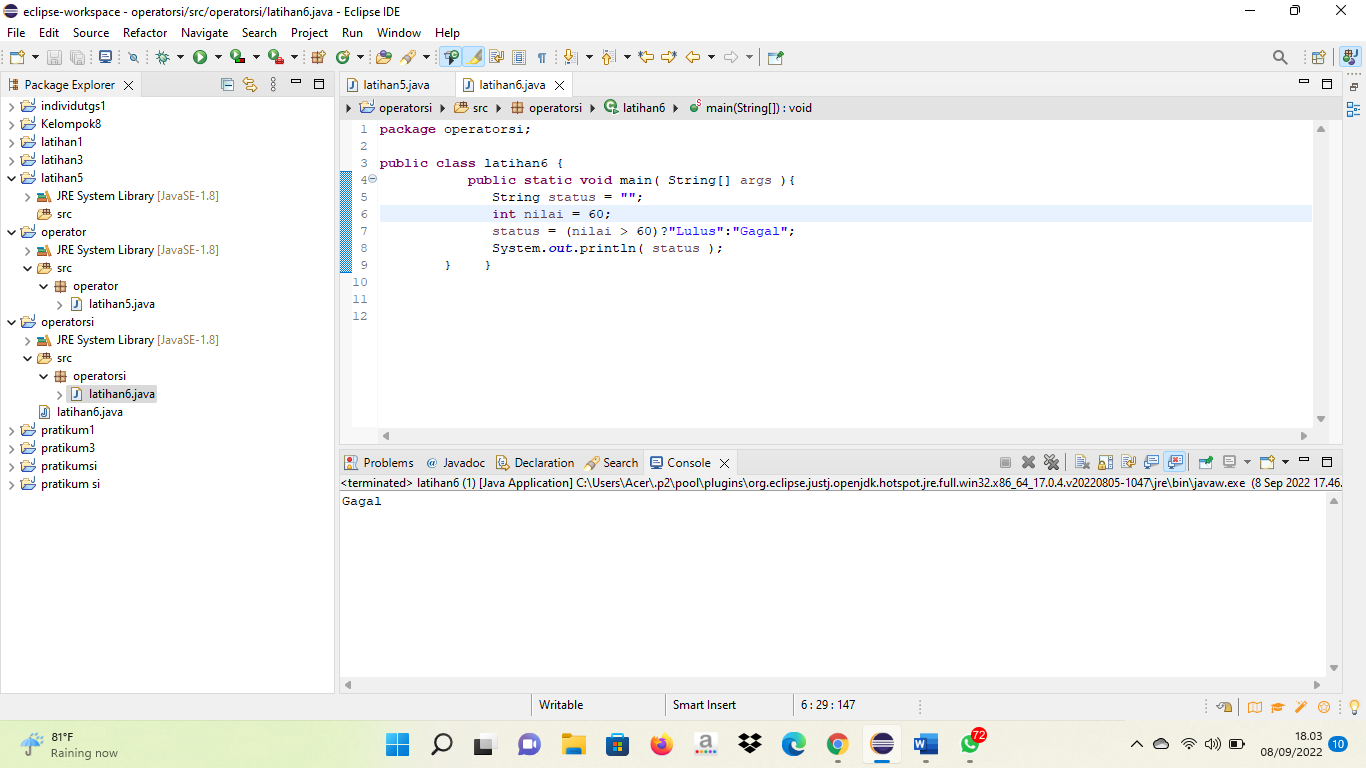 eclipse-workspace - operatorsi/src/operatorsi/latihan6.java - Eclipse IDE
File Edit Source Refactor Navigate Search Project Run Window Help
Package Explorer
individutgs1
Kelompok8
latihan1
latihan3
latihan5
JRE System Library [JavaSE-1.8]
src
operator
JRE System Library [JavaSE-1.8]
src
operator
latihan5.java
operatorsi
JRE System Library [JavaSE-1.8]
src
operatorsi
latihan6.java
latihan6.java
pratikum1
pratikum3
pratikumsi
pratikum si
latihan5.java latihan6.java
operatorsi src operatorsi latihan6 main(String[]) : void
1 package operatorsi;
2
3 public class latihan6 {
4 public static void main( String[] args ){
5 String status = "";
6 int nilai = 60;
7 status = (nilai > 60)?"Lulus":"Gagal";
8 System.out.println( status );
9 } }
10
11
12
Problems @ Javadoc Declaration Search Console
<terminated> latihan6 (1) [Java Application] C:\Users\Acer\.p2\pool\plugins\org.eclipse.justj.openjdk.hotspot.jre.full.win32.x86_64_17.0.4.v20220805-1047\jre\bin\javaw.exe (8 Sep 2022 17.46.
Gagal
Writable Smart Insert 6 : 29 : 147
81°F
Raining now
a
72
18.03
08/09/2022
10